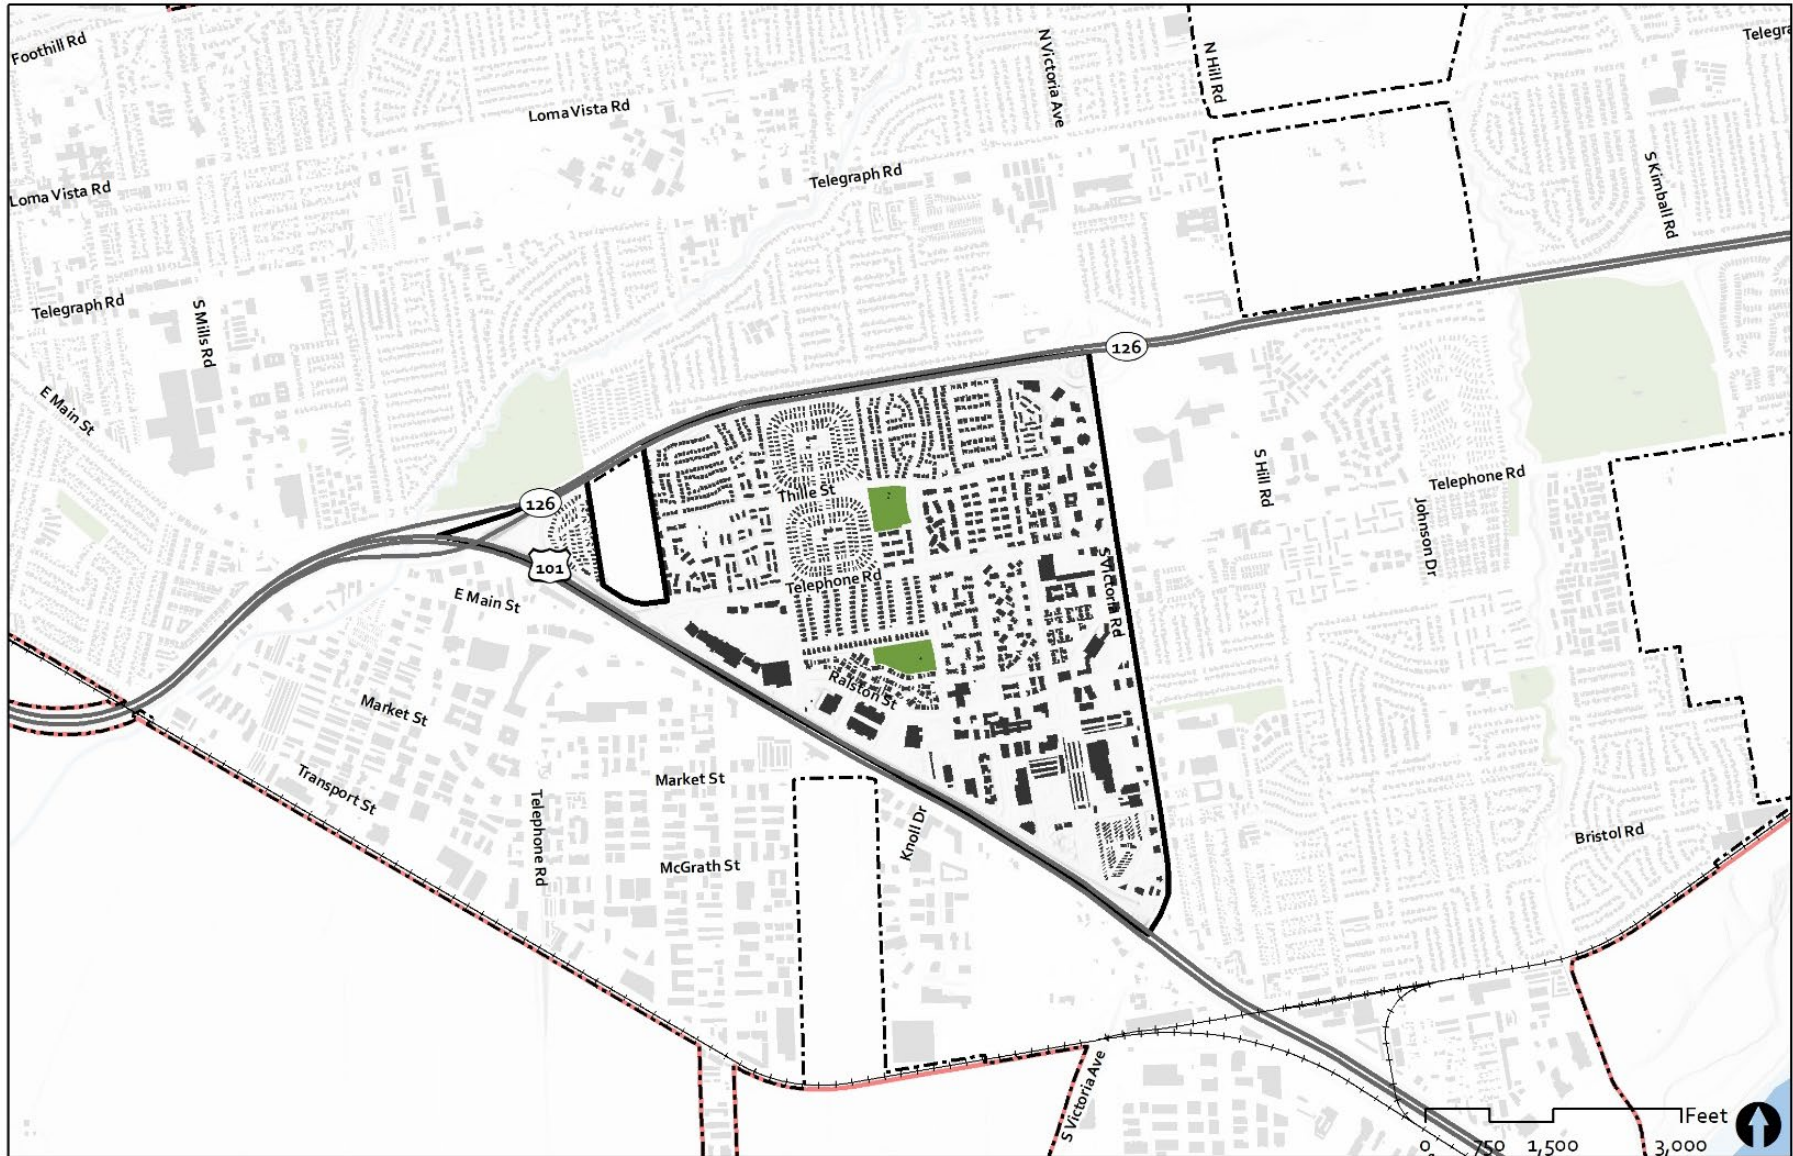 Foothill Rd
N Victoria Ave
N Hill Rd
Telegra
Loma Vista Rd
Telegraph Rd
Loma Vista Rd
S Kimball Rd
Telegraph Rd
S Mills Rd
126
E Main St
S Hill Rd
Telephone Rd
Thille St
126
Johnson Dr
101
S Victoria Rd
Telephone Rd
E Main St
Ralston St
Market St
Market St
Transport St
Telephone Rd
Knoll Dr
Bristol Rd
McGrath St
S Victoria Ave
Feet
0 750 1,500 3,000